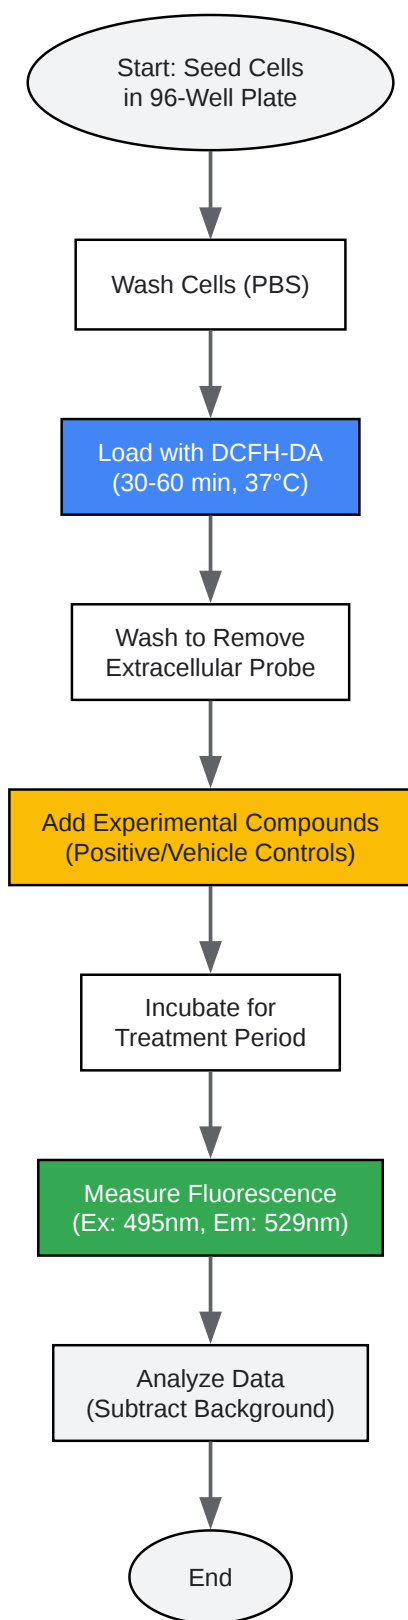 Start: Seed Cells
in 96-Well Plate
Wash Cells (PBS)
Load with DCFH-DA
(30-60 min, 37°C)
Wash to Remove
Extracellular Probe
Add Experimental Compounds
(Positive/Vehicle Controls)
Incubate for
Treatment Period
Measure Fluorescence
(Ex: 495nm, Em: 529nm)
Analyze Data
(Subtract Background)
End